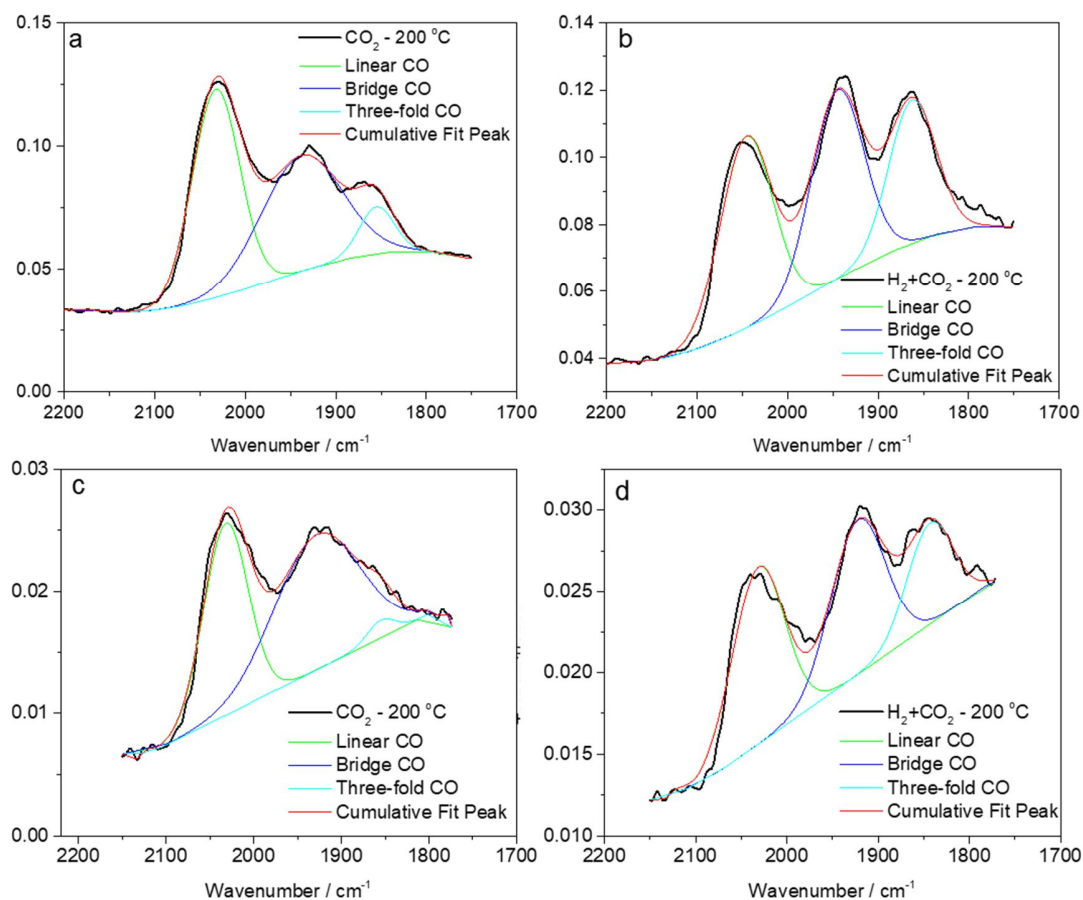 a
CO₂ - 200 °C
Linear CO
Bridge CO
Three-fold CO
Cumulative Fit Peak
0.15
0.10
0.05
0.00
2200 2100 2000 1900 1800 1700
Wavenumber / cm⁻¹
b
H₂+CO₂ - 200 °C
Linear CO
Bridge CO
Three-fold CO
Cumulative Fit Peak
0.14
0.12
0.10
0.08
0.06
0.04
2200 2100 2000 1900 1800 1700
Wavenumber / cm⁻¹
c
CO₂ - 200 °C
Linear CO
Bridge CO
Three-fold CO
Cumulative Fit Peak
0.03
0.02
0.01
0.00
2200 2100 2000 1900 1800 1700
Wavenumber / cm⁻¹
d
H₂+CO₂ - 200 °C
Linear CO
Bridge CO
Three-fold CO
Cumulative Fit Peak
0.030
0.025
0.020
0.015
0.010
2200 2100 2000 1900 1800 1700
Wavenumber / cm⁻¹